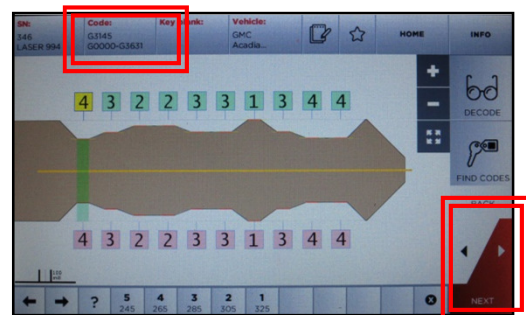 SN:
346
LASER 994
Code:
G3145
G0000-G3631
Key Blank:
Vehicle:
GMC
Acadia...
HOME
INFO
4 3 2 2 3 3 1 3 4 4
DECODE
FIND CODES
BACK
4 3 2 2 3 3 1 3 4 4
NEXT
?
5
245
4
265
3
285
2
305
1
325